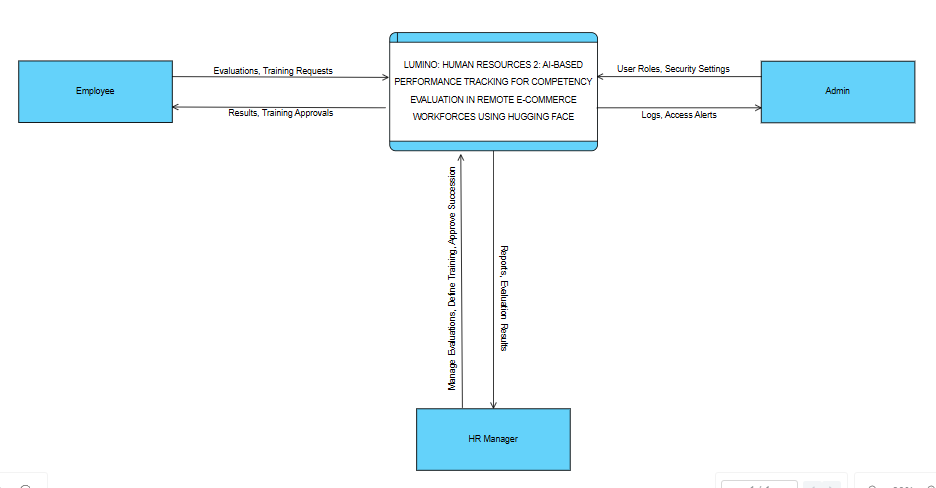 LUMINO: HUMAN RESOURCES 2: AI-BASED
PERFORMANCE TRACKING FOR COMPETENCY
EVALUATION IN REMOTE E-COMMERCE
WORKFORCES USING HUGGING FACE
Employee
Evaluations, Training Requests
Results, Training Approvals
User Roles, Security Settings
Logs, Access Alerts
Admin
Manage Evaluations, Define Training, Approve Succession
Reports, Evaluation Results
HR Manager